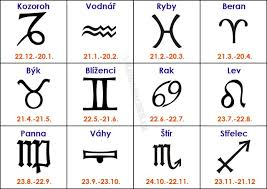 Kozoroh Vodnář Ryby Beran
22.12.-20.1. 21.1.-20.2. 21.2.-20.3. 21.3.-20.4.
Býk Blíženci Rak Lev
21.4.-21.5. 22.5.-21.6. 22.6.-22.7. 23.7.-22.8.
Panna Váhy Štír Střelec
23.8.-22.9. 23.9.-23.10. 24.10.-22.11. 23.11.-21.12